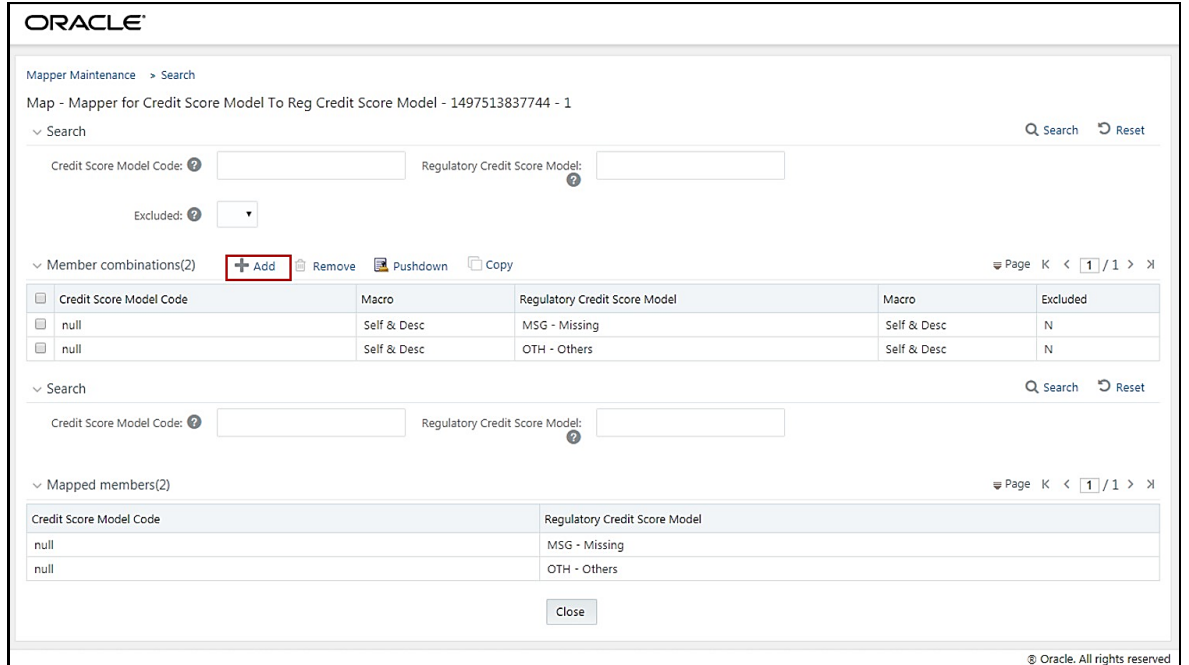 ORACLE®
Mapper Maintenance > Search
Map - Mapper for Credit Score Model To Reg Credit Score Model - 1497513837744 - 1
Search Search Reset
Credit Score Model Code: ? Regulatory Credit Score Model: ?
Excluded: ?
Member combinations(2) Add Remove Pushdown Copy Page 1 / 1
Credit Score Model Code Macro Regulatory Credit Score Model Macro Excluded
null Self & Desc MSG - Missing Self & Desc N
null Self & Desc OTH - Others Self & Desc N
Search Search Reset
Credit Score Model Code: ? Regulatory Credit Score Model: ?
Mapped members(2) Page 1 / 1
Credit Score Model Code Regulatory Credit Score Model
null MSG - Missing
null OTH - Others
Close
® Oracle. All rights reserved